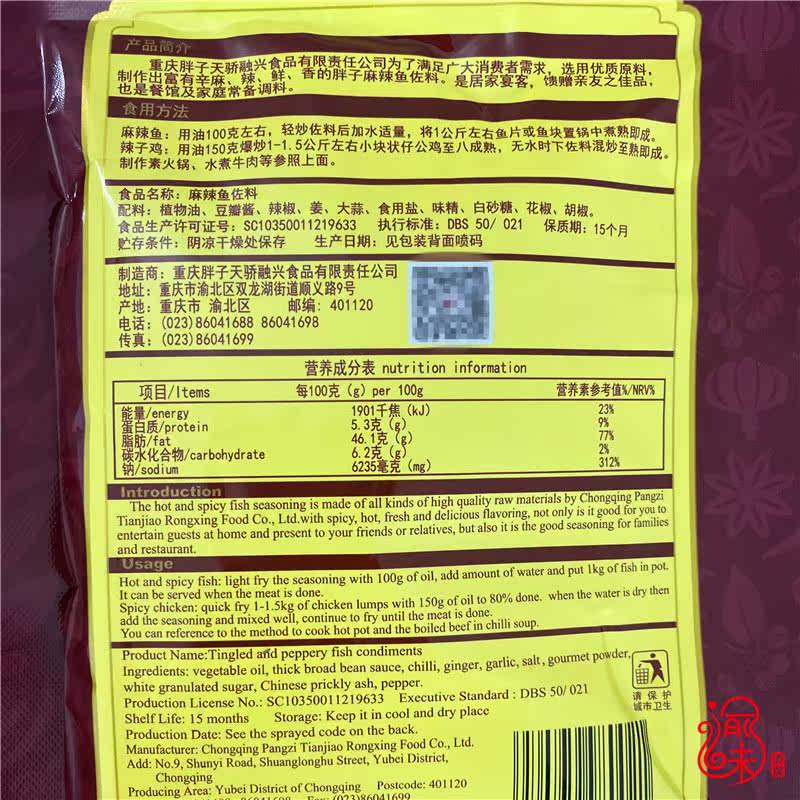 产品简介
重庆胖子天骄融兴食品有限责任公司为了满足广大消费者需求，选用优质原料，
制作出富有辛麻、辣、鲜、香的胖子麻辣鱼佐料。是居家宴客，馈赠亲友之佳品，
也是餐馆及家庭常备调料。
食用方法
麻辣鱼：用油100克左右，轻炒佐料后加水适量，将1公斤左右鱼片或鱼块置锅中煮熟即成。
辣子鸡：用油150克爆炒1-1.5公斤左右小块状仔公鸡至八成熟，无水时下佐料混炒至熟即成。
制作素火锅、水煮牛肉等参照上面。
食品名称：麻辣鱼佐料
配料：植物油、豆瓣酱、辣椒、姜、大蒜、食用盐、味精、白砂糖、花椒、胡椒。
食品生产许可证号：SC10350011219633 执行标准：DBS 50/ 021 保质期：15个月
贮存条件：阴凉干燥处保存 生产日期：见包装背面喷码
制造商：重庆胖子天骄融兴食品有限责任公司
地址：重庆市渝北区双龙湖街道顺义路9号
产地：重庆市 渝北区 邮编：401120
电话：(023)86041688 86041698
传真：(023)86041699
营养成分表 nutrition information
项目/Items 每100克（g）per 100g 营养素参考值%/NRV%
能量/energy 1901千焦（kJ） 23%
蛋白质/protein 5.3克（g） 9%
脂肪/fat 46.1克（g） 77%
碳水化合物/carbohydrate 6.2克（g） 2%
钠/sodium 6235毫克（mg） 312%
Introduction
The hot and spicy fish seasoning is made of all kinds of high quality raw materials by Chongqing Pangzi
Tianjiao Rongxing Food Co., Ltd.with spicy, hot, fresh and delicious flavoring, not only is it good for you to
entertain guests at home and present to your friends or relatives, but also it is the good seasoning for families
and restaurant.
Usage
Hot and spicy fish: light fry the seasoning with 100g of oil, add amount of water and put 1kg of fish in pot.
It can be served when the meat is done.
Spicy chicken: quick fry 1-1.5kg of chicken lumps with 150g of oil to 80% done. when the water is dry then
add the seasoning and mixed well, continue to fry until the meat is done.
You can reference to the method to cook hot pot and the boiled beef in chilli soup.
Product Name:Tingled and peppery fish condiments
Ingredients: vegetable oil, thick broad bean sauce, chilli, ginger, garlic, salt, gourmet powder,
white granulated sugar, Chinese prickly ash, pepper.
Production License No.: SC10350011219633 Executive Standard : DBS 50/ 021
Shelf Life: 15 months Storage: Keep it in cool and dry place
Production Date: See the sprayed code on the back.
Manufacturer: Chongqing Pangzi Tianjiao Rongxing Food Co., Ltd.
Add: No.9, Shunyi Road, Shuanglonghu Street, Yubei District,
Chongqing
Producing Area: Yubei District of Chongqing Postcode: 401120
86041698 Fax: (023)86041699
请保护
城市卫生
渝味